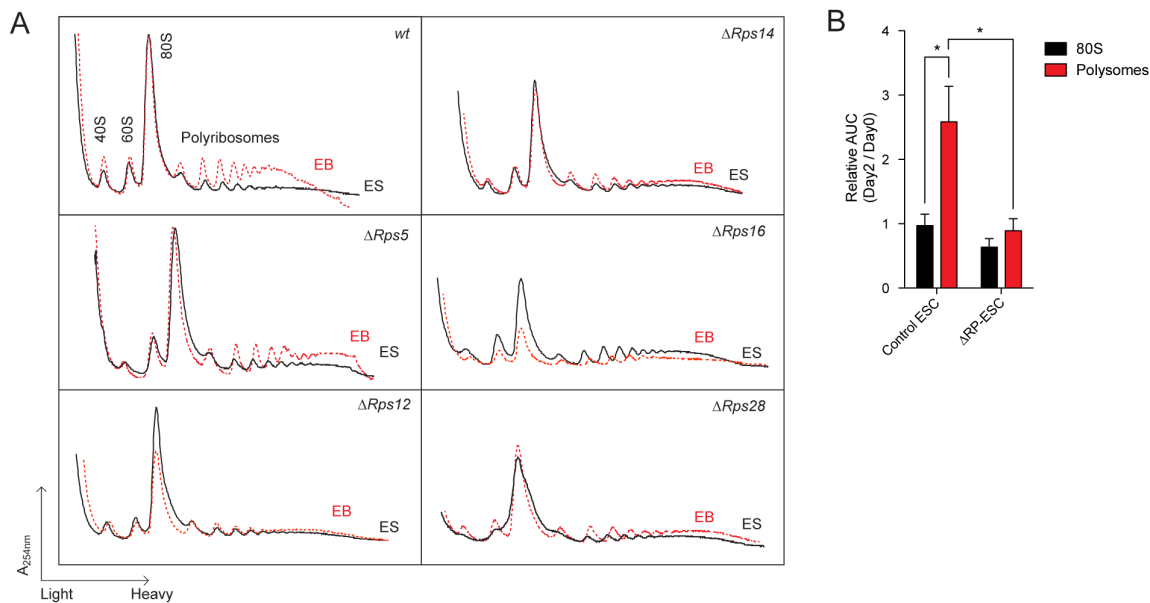 A
wt
40S
60S
80S
Polyribosomes
EB
ES
ΔRps14
EB
ES
ΔRps5
EB
ES
ΔRps16
EB
ES
ΔRps12
EB
ES
ΔRps28
EB
ES
A254nm
Light
Heavy
B
4
3
2
1
0
Relative AUC
(Day2 / Day0)
*
*
80S
Polysomes
Control ESC
ΔRP-ESC